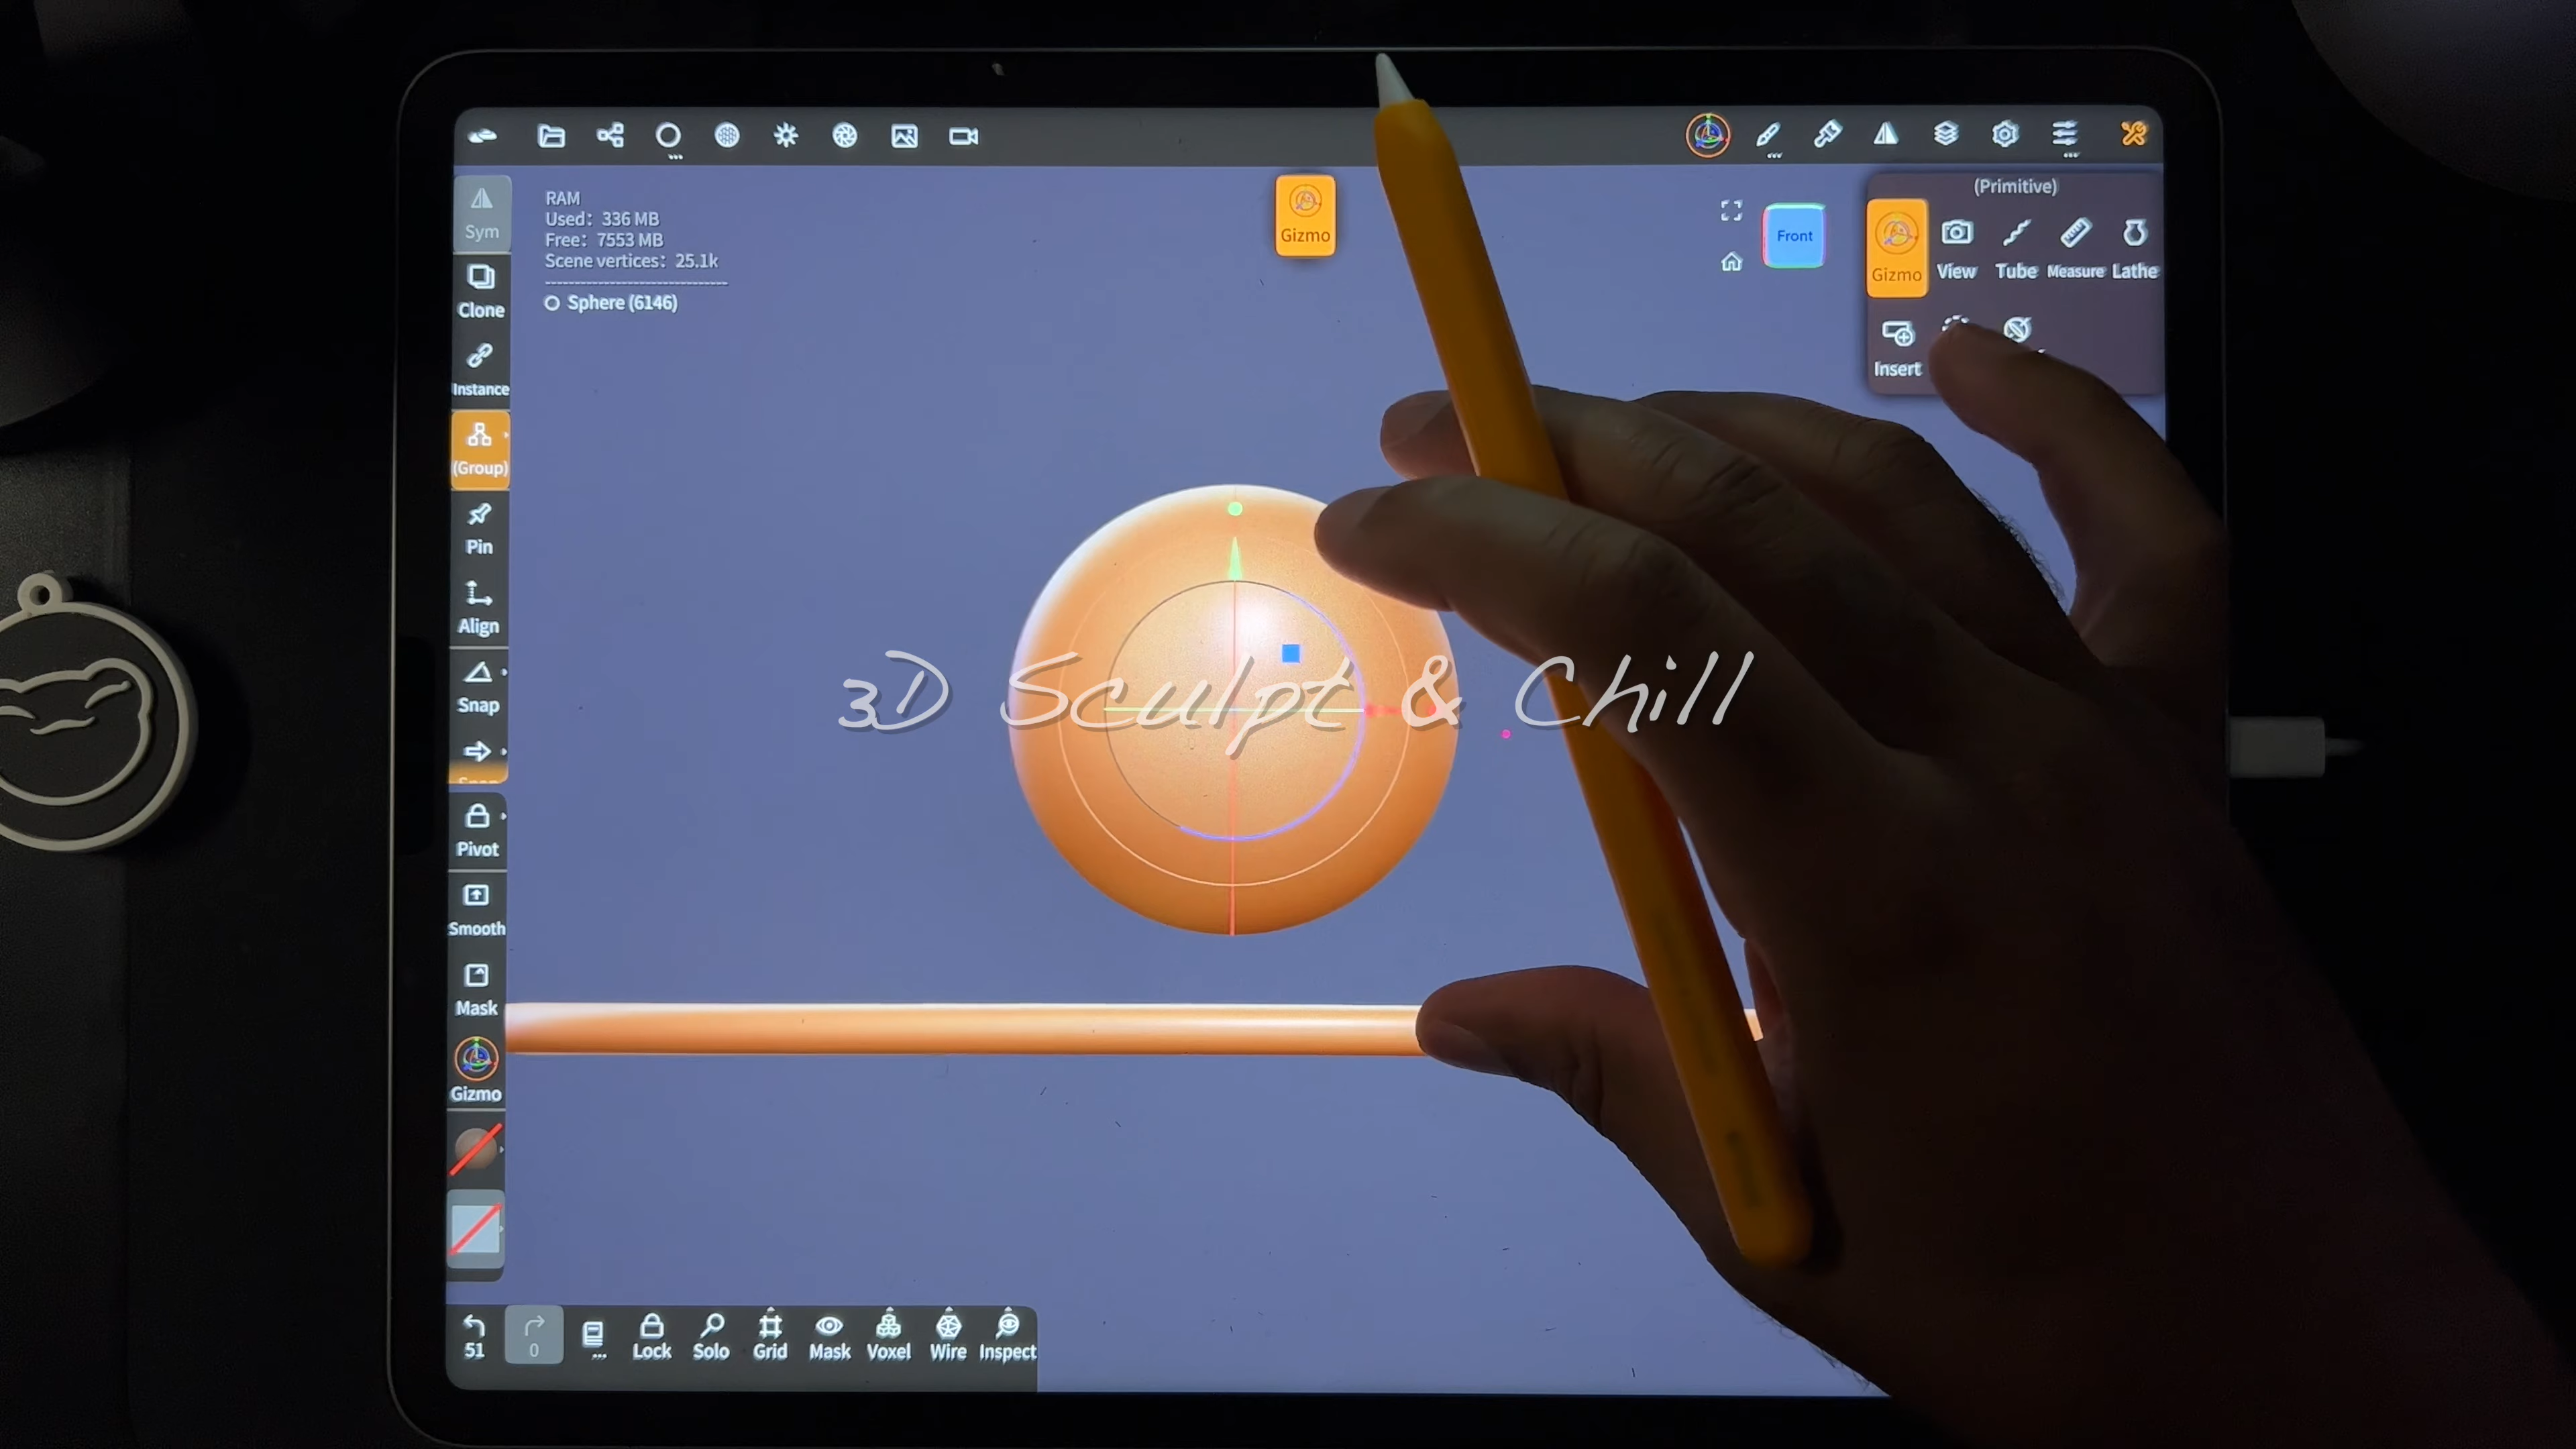 RAM
Used: 336 MB
Free: 7553 MB
Scene vertices: 25.1k
Sphere (6146)
Gizmo
Front
(Primitive)
Gizmo
View
Tube
Measure
Lathe
Insert
Sym
Clone
Instance
(Group)
Pin
Align
Snap
Pivot
Smooth
Mask
Gizmo
3D Sculpt & Chill
51
0
Lock
Solo
Grid
Mask
Voxel
Wire
Inspect